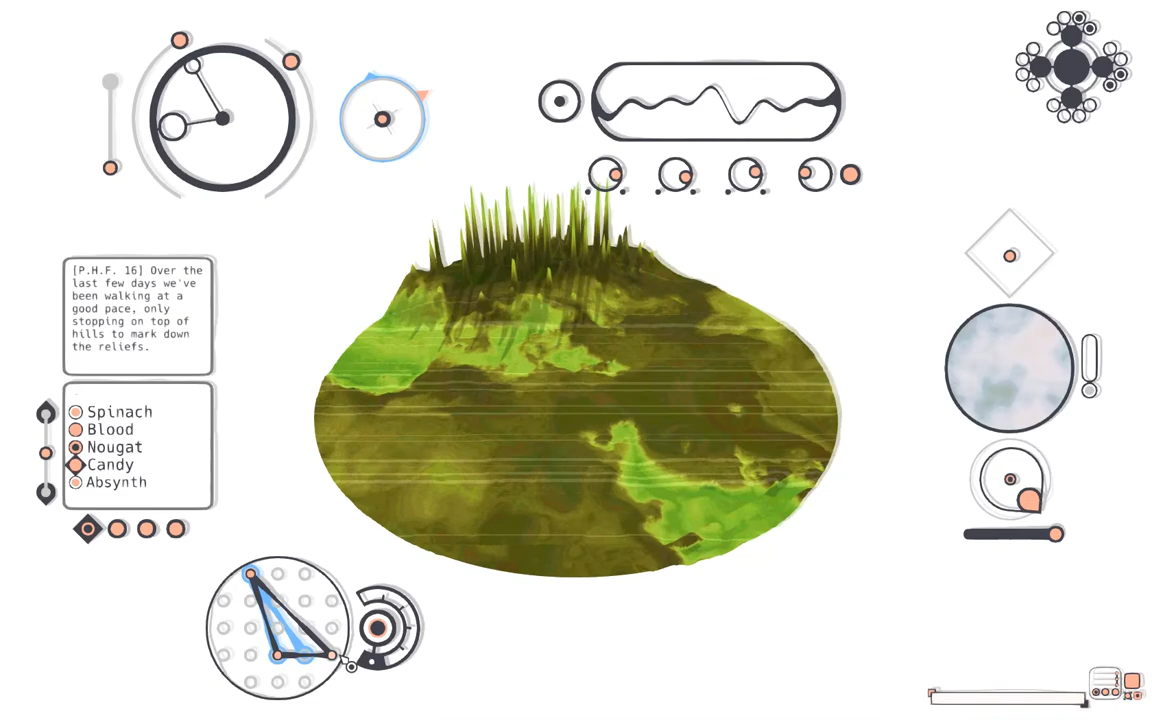 [P.H.F. 16] Over the
last few days we've
been walking at a
good pace, only
stopping on top of
hills to mark down
the reliefs.
Spinach
Blood
Nougat
Candy
Absynth